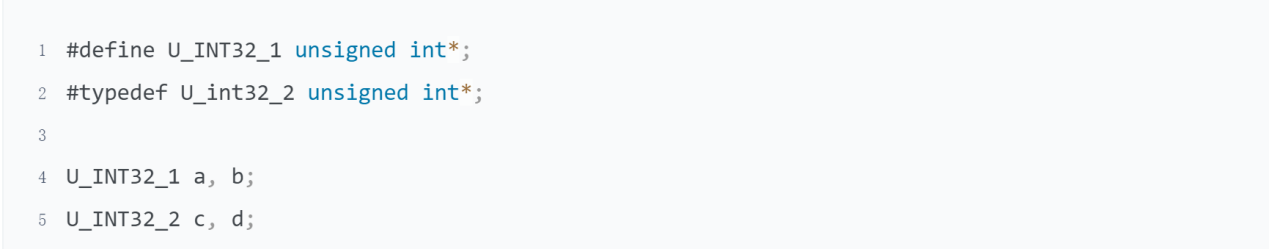 1 #define U_INT32_1 unsigned int*;
2 #typedef U_int32_2 unsigned int*;
3
4 U_INT32_1 a, b;
5 U_INT32_2 c, d;